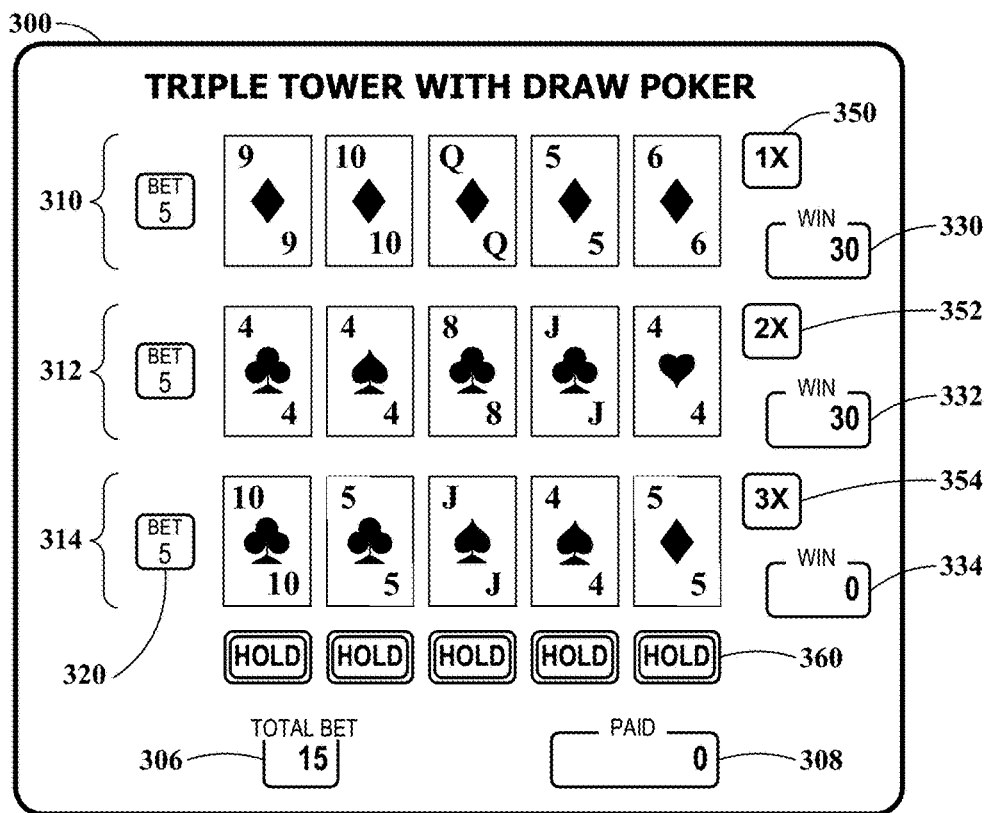 300
TRIPLE TOWER WITH DRAW POKER
350
310
BET
5
9 10 Q 5 6
9 10 Q 5 6
1X
WIN
30
330
312
BET
5
4 4 8 J 4
4 4 8 J 4
2X
352
WIN
30
332
314
BET
5
10 5 J 4 5
10 5 J 4 5
3X
354
WIN
0
334
320
HOLD HOLD HOLD HOLD HOLD
360
306
TOTAL BET
15
PAID
0
308